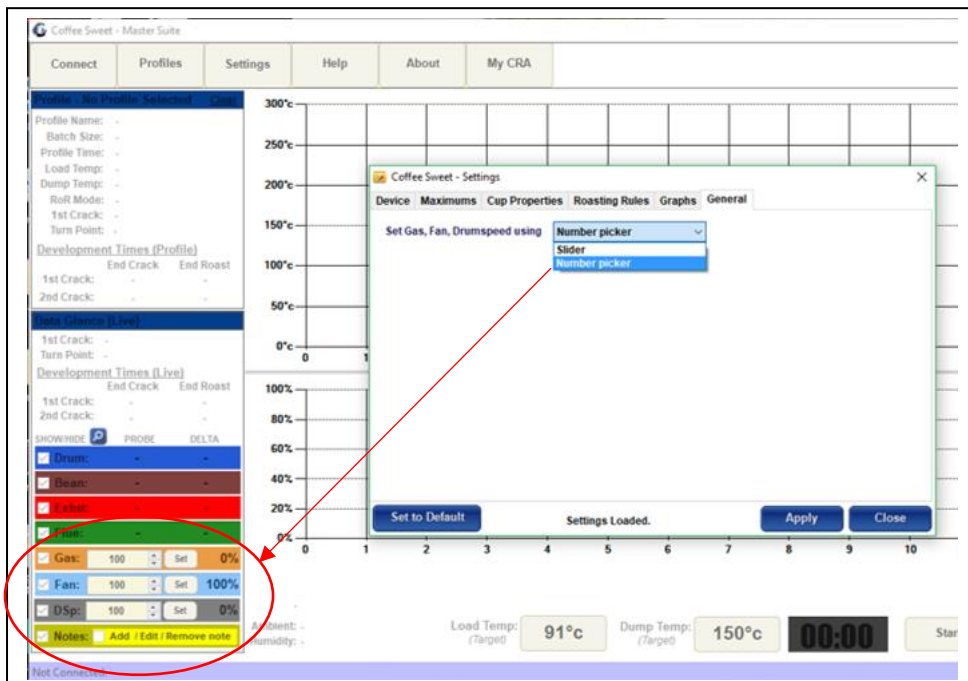 Coffee Sweet - Master Suite
Connect Profiles Settings Help About My CRA
Profile - No Profile Selected Clear
Profile Name: -
Batch Size: -
Profile Time: -
Load Temp: -
Dump Temp: -
RoR Mode: -
1st Crack: -
Turn Point: -
Development Times (Profile)
End Crack End Roast
1st Crack: - -
2nd Crack: - -
Data Glance (Live)
1st Crack: -
Turn Point: -
Development Times (Live)
End Crack End Roast
1st Crack: - -
2nd Crack: - -
SHOW/HIDE PROBE DELTA
Drum: - -
Bean: - -
Exhst: - -
Flue: - -
Gas: 100 Set 0%
Fan: 100 Set 100%
DSp: 100 Set 0%
Notes: Add / Edit / Remove note
Not Connected.
300°c
250°c
200°c
150°c
100°c
50°c
0°c
0 1
100%
80%
60%
40%
20%
0%
0 1 2 3 4 5 6 7 8 9 10
Coffee Sweet - Settings
Device Maximums Cup Properties Roasting Rules Graphs General
Set Gas, Fan, Drumspeed using Number picker
Slider
Number picker
Set to Default Settings Loaded. Apply Close
Ambient: -
Humidity: -
Load Temp:
(Target)
91°c
Dump Temp:
(Target)
150°c
00:00
Star